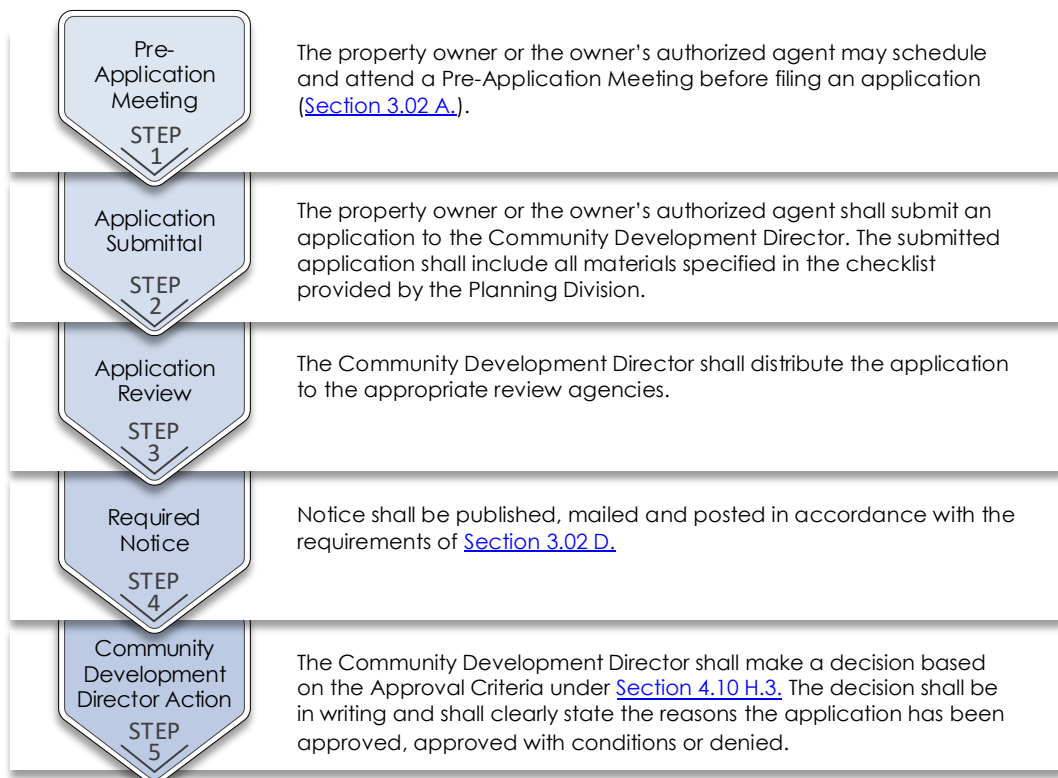 Pre-
Application
Meeting
STEP
1
The property owner or the owner's authorized agent may schedule
and attend a Pre-Application Meeting before filing an application
(Section 3.02 A.).
Application
Submittal
STEP
2
The property owner or the owner's authorized agent shall submit an
application to the Community Development Director. The submitted
application shall include all materials specified in the checklist
provided by the Planning Division.
Application
Review
STEP
3
The Community Development Director shall distribute the application
to the appropriate review agencies.
Required
Notice
STEP
4
Notice shall be published, mailed and posted in accordance with the
requirements of Section 3.02 D.
Community
Development
Director Action
STEP
5
The Community Development Director shall make a decision based
on the Approval Criteria under Section 4.10 H.3. The decision shall be
in writing and shall clearly state the reasons the application has been
approved, approved with conditions or denied.